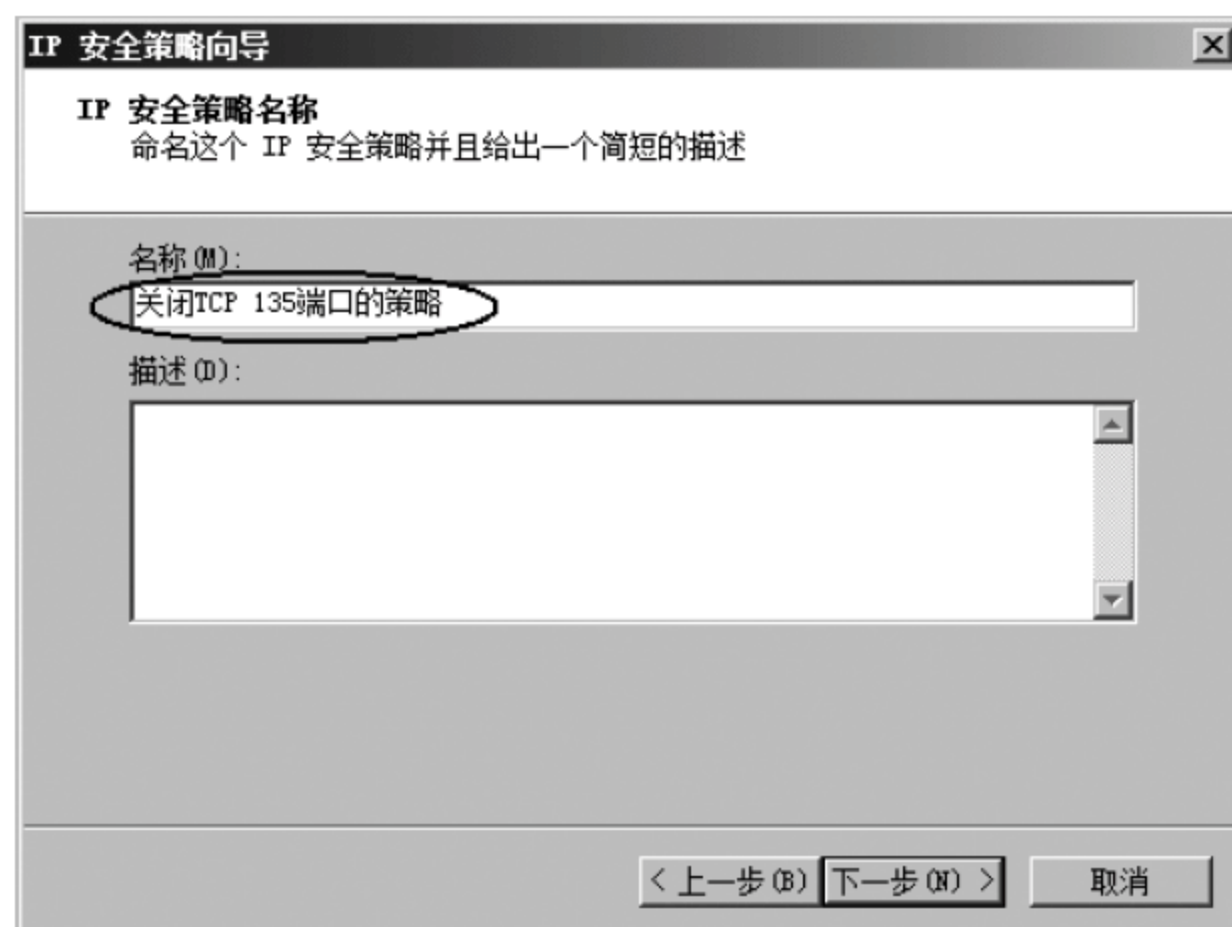 IP 安全策略向导
IP 安全策略名称
命名这个 IP 安全策略并且给出一个简短的描述
名称(M):
关闭TCP 135端口的策略
描述(D):
< 上一步(B) 下一步(N) > 取消